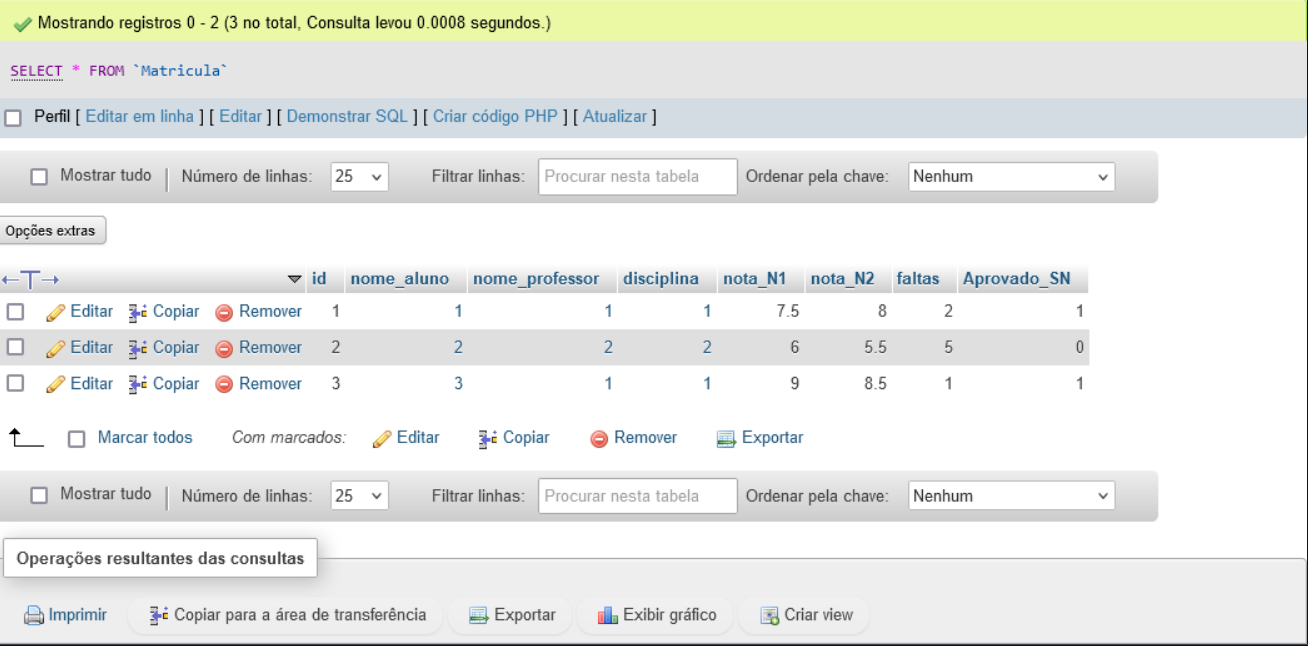 Mostrando registros 0 - 2 (3 no total, Consulta levou 0.0008 segundos.)
SELECT * FROM `Matricula`
Perfil [ Editar em linha ] [ Editar ] [ Demonstrar SQL ] [ Criar código PHP ] [ Atualizar ]
Mostrar tudo | Número de linhas: 25 Filtrar linhas: Procurar nesta tabela Ordenar pela chave: Nenhum
Opções extras
←T→ id nome_aluno nome_professor disciplina nota_N1 nota_N2 faltas Aprovado_SN
Editar Copiar Remover 1 1 1 1 7.5 8 2 1
Editar Copiar Remover 2 2 2 2 6 5.5 5 0
Editar Copiar Remover 3 3 1 1 9 8.5 1 1
Marcar todos Com marcados: Editar Copiar Remover Exportar
Mostrar tudo | Número de linhas: 25 Filtrar linhas: Procurar nesta tabela Ordenar pela chave: Nenhum
Operações resultantes das consultas
Imprimir Copiar para a área de transferência Exportar Exibir gráfico Criar view